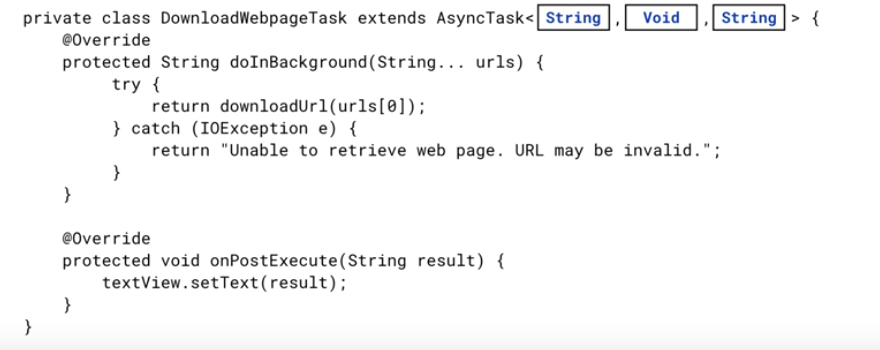 private class DownloadWebpageTask extends AsyncTask< String , Void , String > {
@Override
protected String doInBackground(String... urls) {
try {
return downloadUrl(urls[0]);
} catch (IOException e) {
return "Unable to retrieve web page. URL may be invalid.";
}
}
@Override
protected void onPostExecute(String result) {
textView.setText(result);
}
}